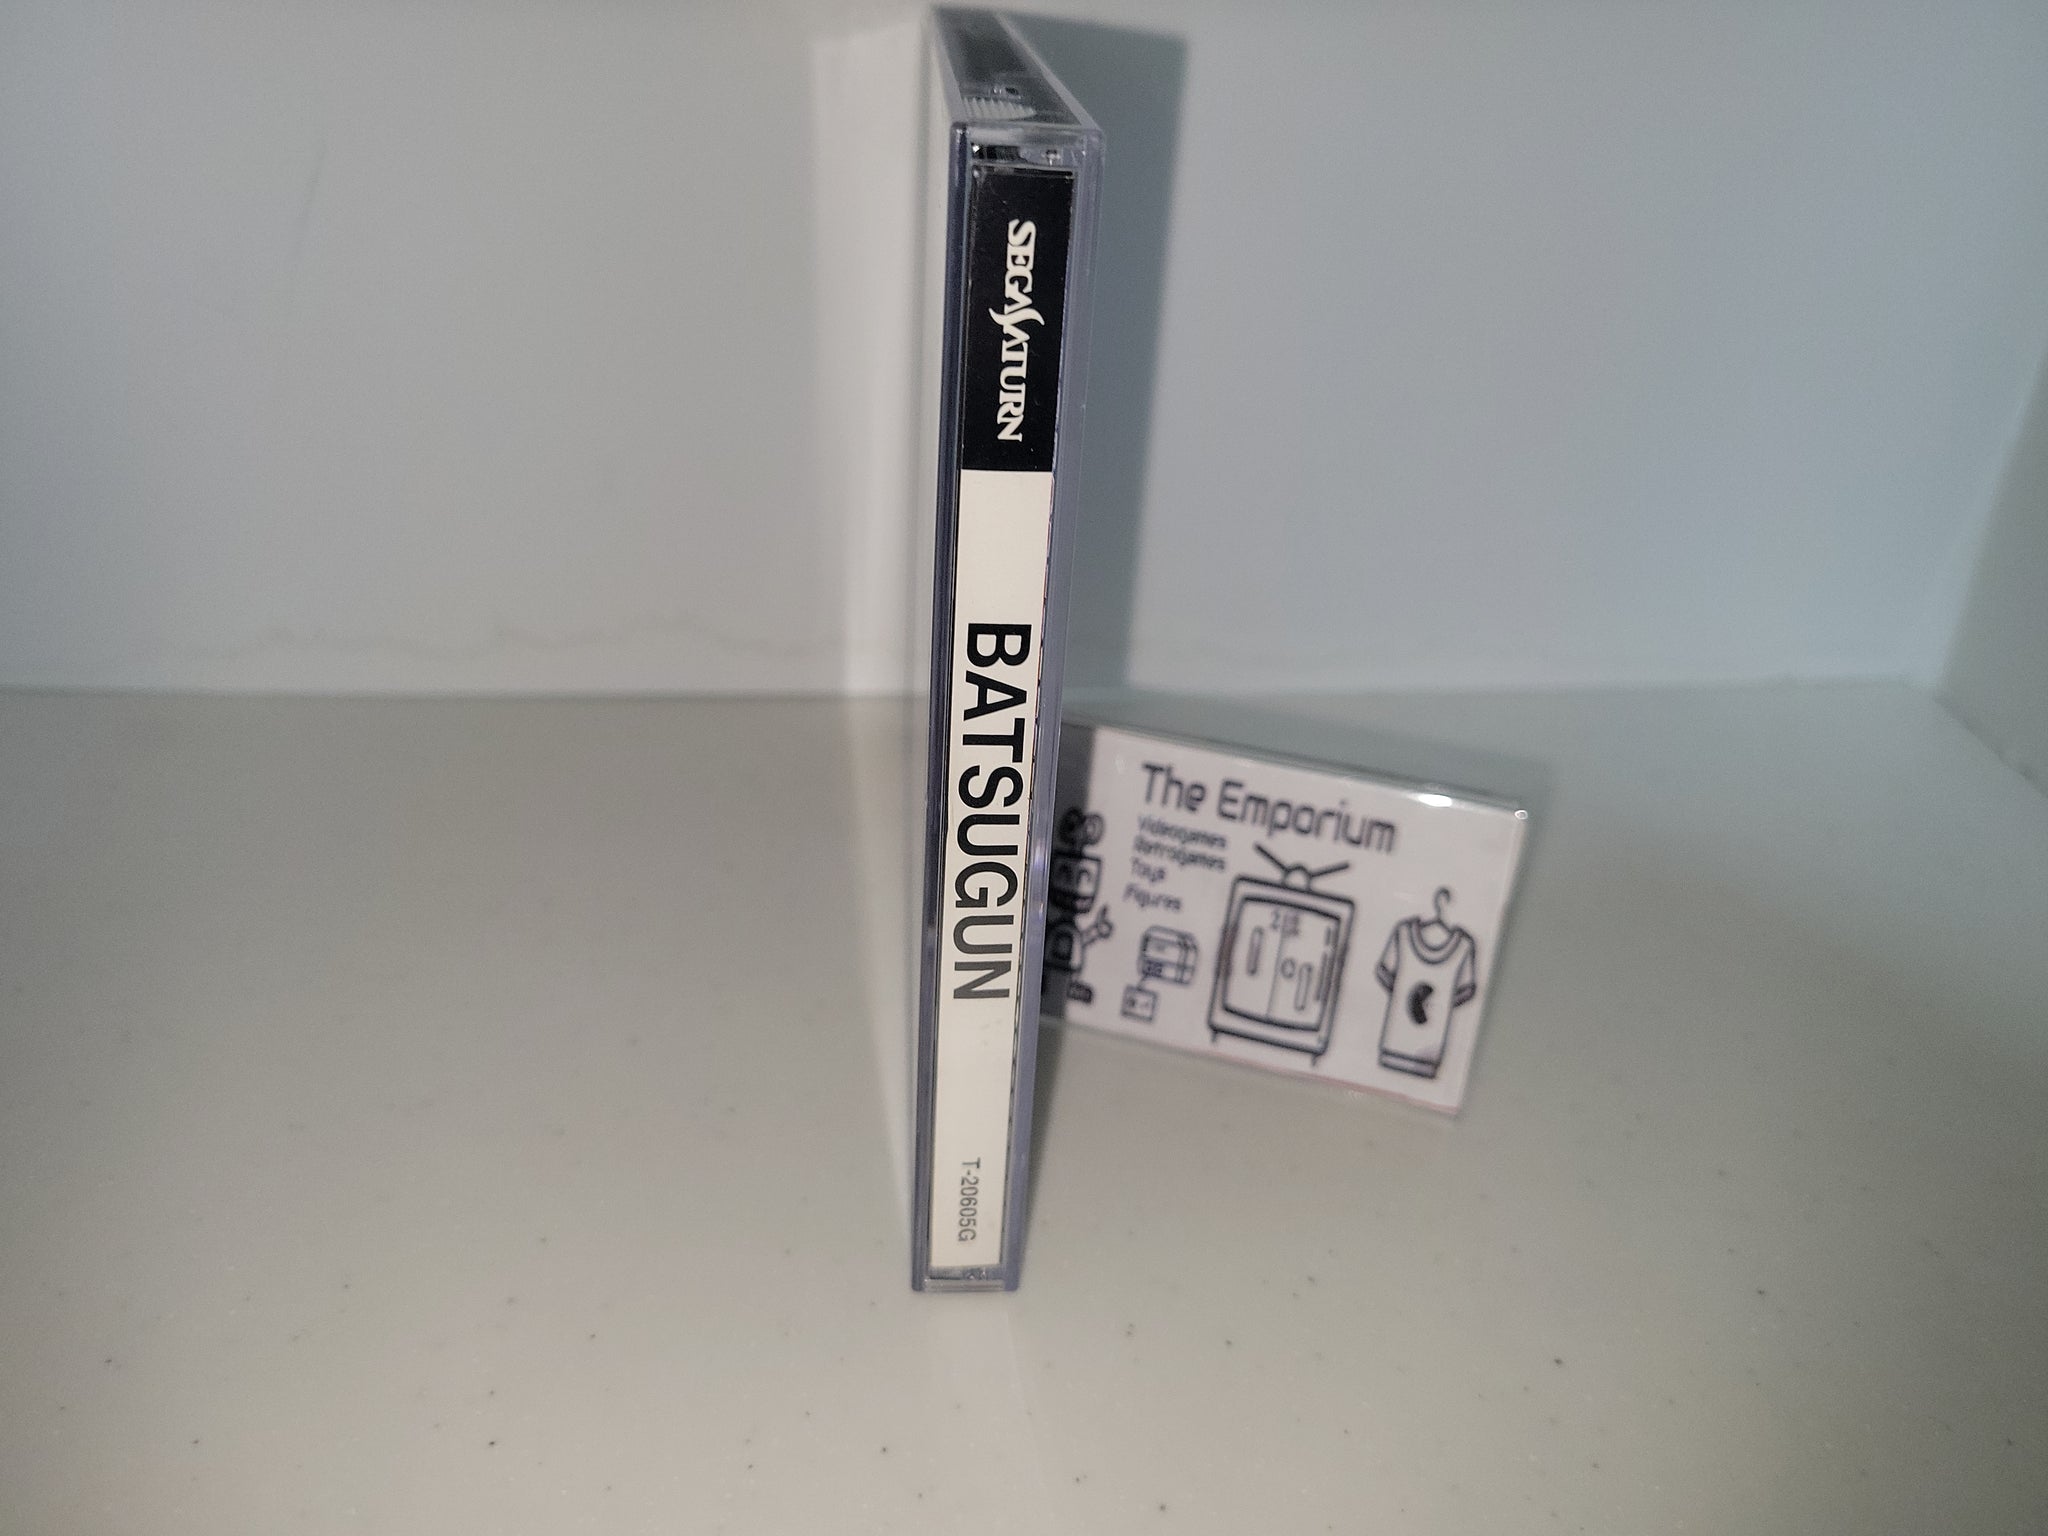 SEGA SATURN
BATSUGUN
T-20605G
The Emporium
Videogames
Retrogames
Toys
Figures